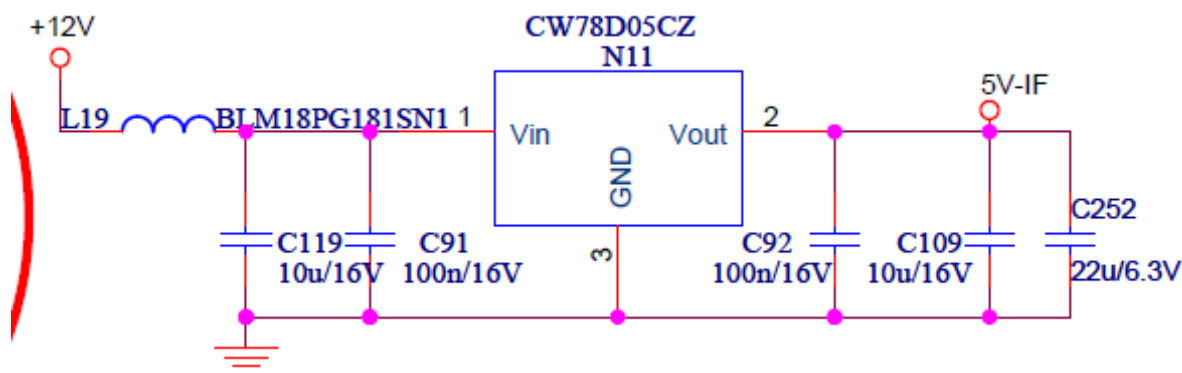 CW78D05CZ
N11
+12V
5V-IF
L19
BLM18PG181SN1
1
Vin
Vout
2
GND
3
C119
10u/16V
C91
100n/16V
C92
100n/16V
C109
10u/16V
C252
22u/6.3V